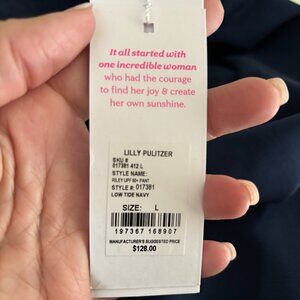 It all started with
one incredible woman
who had the courage
to find her joy & create
her own sunshine.
LILLY PULITZER
SKU #
017381 412 L
STYLE NAME:
RILEY UPF 50+ PANT
STYLE #: 017381
LOW TIDE NAVY
SIZE: L
197367 168907
MANUFACTURER'S SUGGESTED PRICE
$128.00